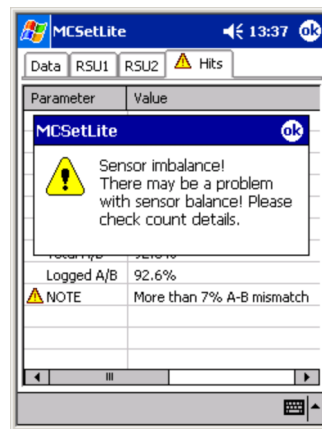 MCSetLite 13:37 ok
Data RSU1 RSU2 Hits
Parameter Value
MCSetLite ok
Sensor imbalance!
There may be a problem
with sensor balance! Please
check count details.
Logged A/B 92.6%
NOTE More than 7% A-B mismatch